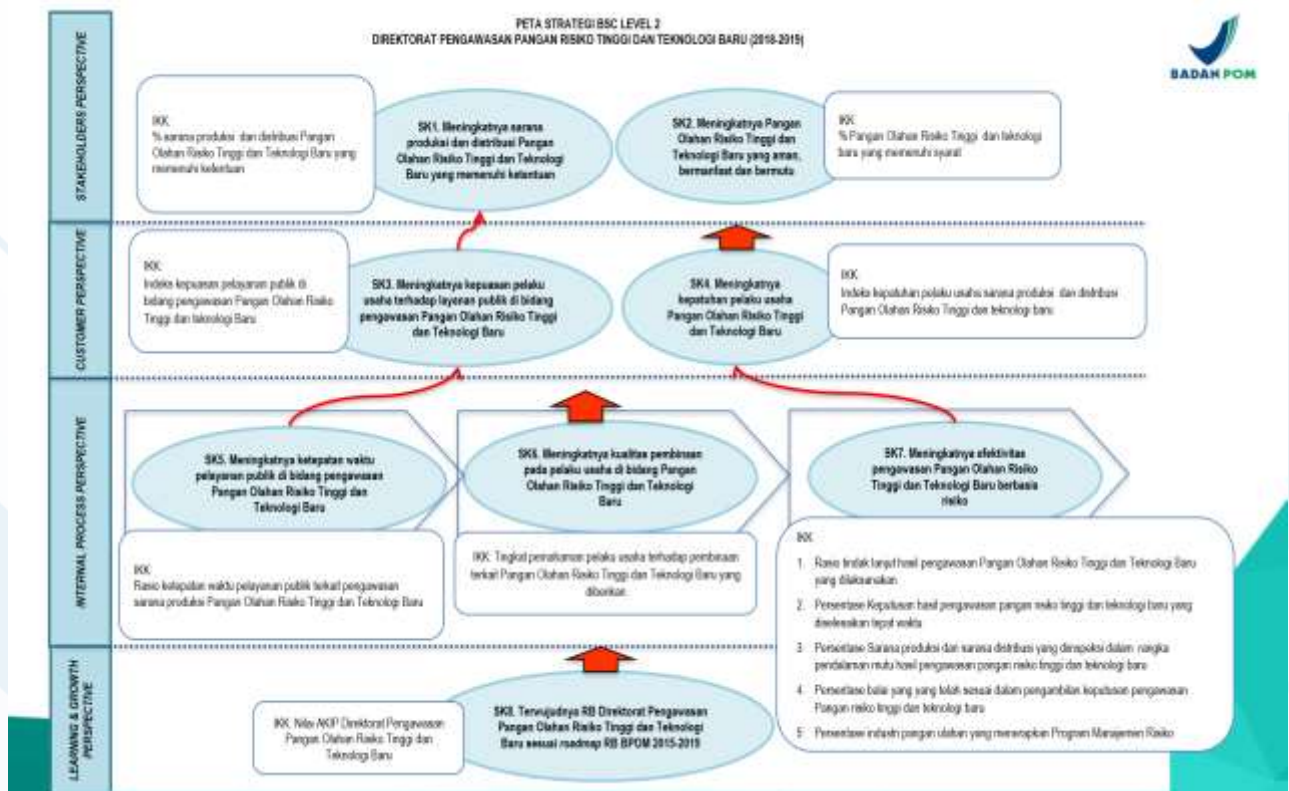 PETA STRATEGI BSC LEVEL 2
DIREKTORAT PENGAWASAN PANGAN RISIKO TINGGI DAN TEKNOLOGI BARU (2018-2019)
BADAN POM
STAKEHOLDERS PERSPECTIVE
IKK
% sarana produksi dan distribusi Pangan
Olahan Risiko Tinggi dan Teknologi Baru yang
memenuhi ketentuan
SK1. Meningkatnya sarana
produksi dan distribusi Pangan
Olahan Risiko Tinggi dan Teknologi
Baru yang memenuhi ketentuan
SK2. Meningkatnya Pangan
Olahan Risiko Tinggi dan
Teknologi Baru yang aman,
bermanfaat dan bermutu
IKK
% Pangan Olahan Risiko Tinggi dan teknologi
baru yang memenuhi syarat
CUSTOMER PERSPECTIVE
IKK:
Indeks kepuasan pelayanan publik di
bidang pengawasan Pangan Olahan Risiko
Tinggi dan teknologi Baru
SK3. Meningkatnya kepuasan pelaku
usaha terhadap layanan publik di bidang
pengawasan Pangan Olahan Risiko Tinggi
dan Teknologi Baru
SK4. Meningkatnya
kepatuhan pelaku usaha
Pangan Olahan Risiko Tinggi
dan Teknologi Baru
IKK:
Indeks kepatuhan pelaku usaha sarana produksi dan distribusi
Pangan Olahan Risiko Tinggi dan teknologi baru
INTERNAL PROCESS PERSPECTIVE
SK5. Meningkatnya ketepatan waktu
pelayanan publik di bidang pengawasan
Pangan Olahan Risiko Tinggi dan
Teknologi Baru
SK6. Meningkatnya kualitas pembinaan
pada pelaku usaha di bidang Pangan
Olahan Risiko Tinggi dan Teknologi
Baru
SK7. Meningkatnya efektivitas
pengawasan Pangan Olahan Risiko
Tinggi dan Teknologi Baru berbasis
risiko
IKK
Rasio ketepatan waktu pelayanan publik terkait pengawasan
sarana produksi Pangan Olahan Risiko Tinggi dan Teknologi Baru
IKK: Tingkat pemahaman pelaku usaha terhadap pembinaan
terkait Pangan Olahan Risiko Tinggi dan Teknologi Baru yang
diberikan
IKK
1. Rasio tindak lanjut hasil pengawasan Pangan Olahan Risiko Tinggi dan Teknologi Baru
yang dilaksanakan
2. Persentase Keputusan hasil pengawasan pangan risiko tinggi dan teknologi baru yang
diselesaikan tepat waktu
3. Persentase Sarana produksi dan sarana distribusi yang diinspeksi dalam rangka
pendalaman mutu hasil pengawasan pangan risiko tinggi dan teknologi baru
4. Persentase balai yang yang telah sesuai dalam pengambilan keputusan pengawasan
Pangan risiko tinggi dan teknologi baru
5. Persentase industri pangan olahan yang menerapkan Program Manajemen Risiko
LEARNING & GROWTH
PERSPECTIVE
IKK. Nilai AKIP Direktorat Pengawasan
Pangan Olahan Risiko Tinggi dan
Teknologi Baru
SK8. Terwujudnya RB Direktorat Pengawasan
Pangan Olahan Risiko Tinggi dan Teknologi
Baru sesuai roadmap RB BPOM 2015-2019